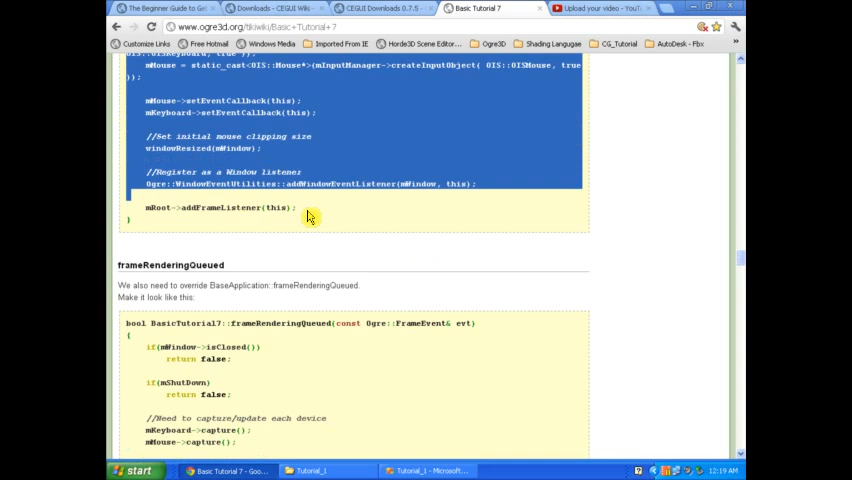 The Beginner Guide to Ge
Downloads - CEGUI Wiki -
CEGUI Downloads 0.7.5 -
Basic Tutorial 7
Upload your video - YouT
www.ogre3d.org/tikiwiki/Basic+Tutorial+7
Customize Links
Free Hotmail
Windows Media
Imported From IE
Horde3D Scene Editor...
Ogre3D
Shading Langugae
CG_Tutorial
AutoDesk - Fbx
mMouse = static_cast<OIS::Mouse*>(mInputManager->createInputObject( OIS::OISMouse, true
));
mMouse->setEventCallback(this);
mKeyboard->setEventCallback(this);
//Set initial mouse clipping size
windowResized(mWindow);
//Register as a Window listener
Ogre::WindowEventUtilities::addWindowEventListener(mWindow, this);
mRoot->addFrameListener(this);
}
frameRenderingQueued
We also need to override BaseApplication::frameRenderingQueued.
Make it look like this:
bool BasicTutorial7::frameRenderingQueued(const Ogre::FrameEvent& evt)
{
if(mWindow->isClosed())
return false;
if(mShutDown)
return false;
//Need to capture/update each device
mKeyboard->capture();
mMouse->capture();
start
Basic Tutorial 7 - Goo...
Tutorial_1
Tutorial_1 - Microsoft...
12:19 AM